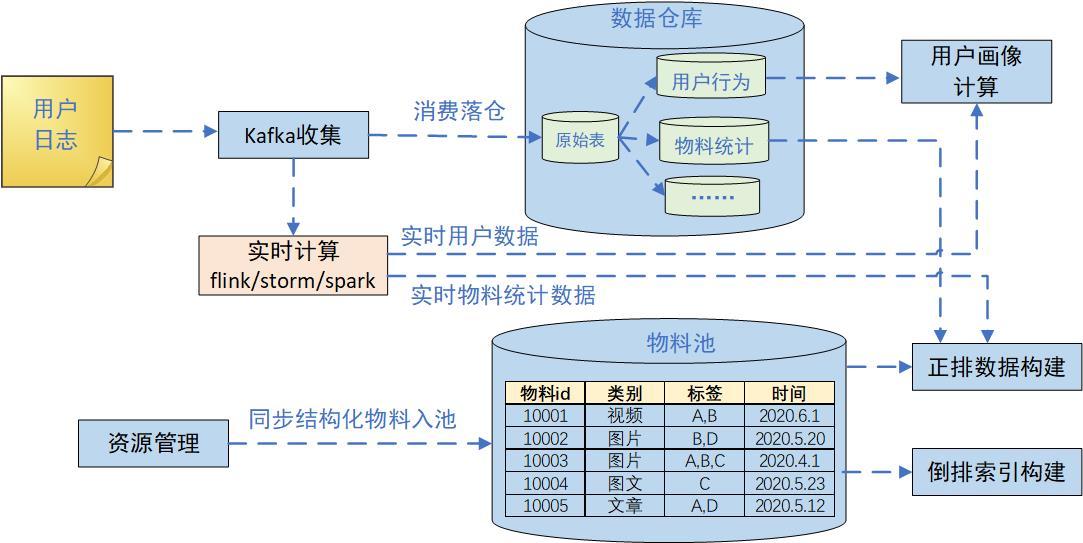 数据仓库
用户
日志
Kafka收集
消费落仓
原始表
用户行为
物料统计
······
用户画像
计算
实时计算
flink/storm/spark
实时用户数据
实时物料统计数据
物料池
物料id 类别 标签 时间
10001 视频 A,B 2020.6.1
10002 图片 B,D 2020.5.20
10003 图片 A,B,C 2020.4.1
10004 图文 C 2020.5.23
10005 文章 A,D 2020.5.12
资源管理
同步结构化物料入池
正排数据构建
倒排索引构建